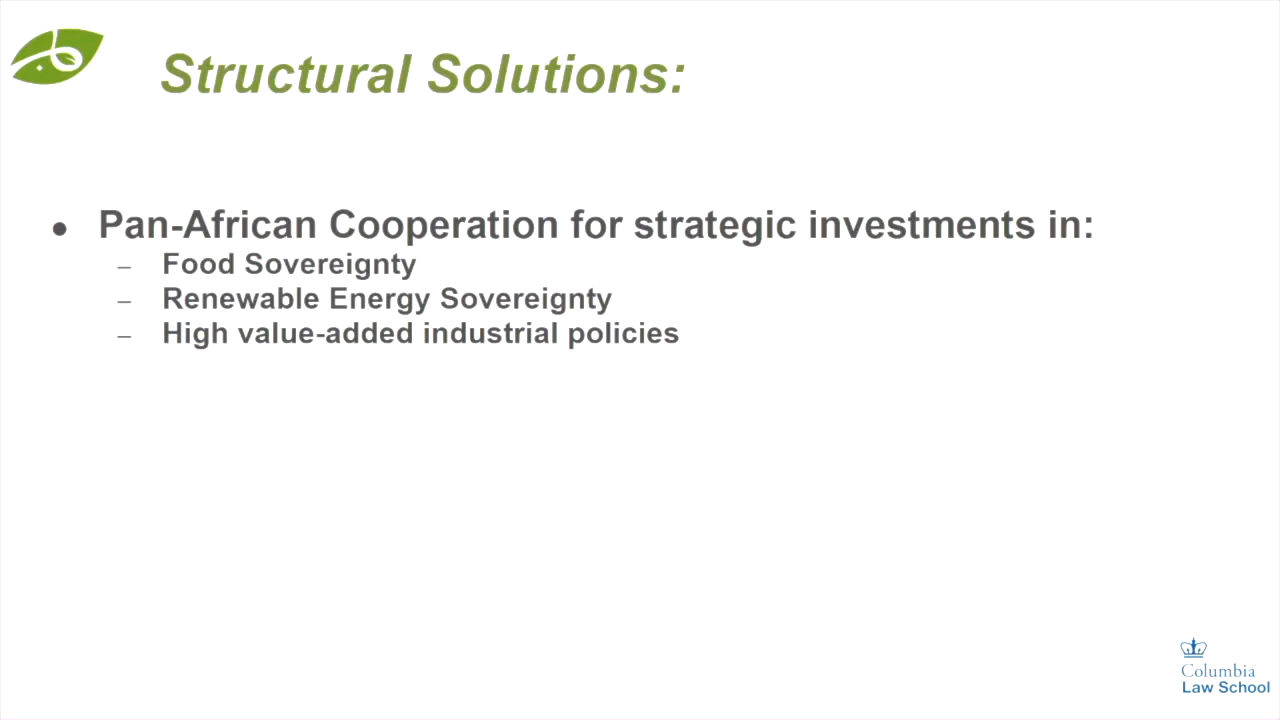 Structural Solutions:
● Pan-African Cooperation for strategic investments in:
– Food Sovereignty
– Renewable Energy Sovereignty
– High value-added industrial policies
Columbia
Law School